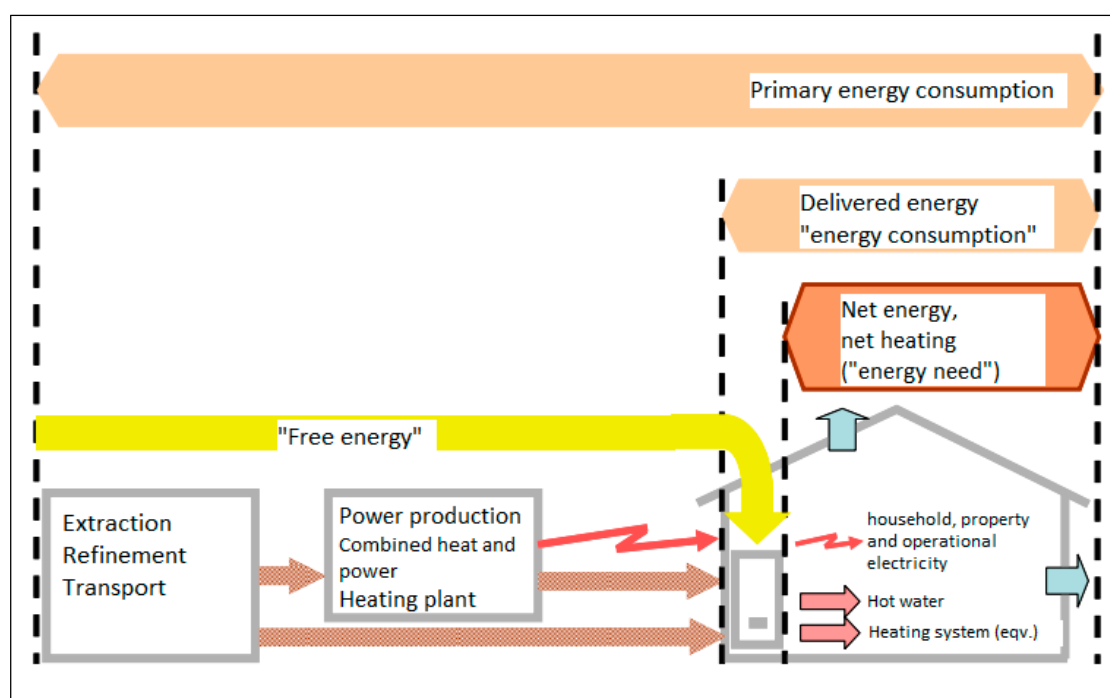 Primary energy consumption
Delivered energy
"energy consumption"
Net energy,
net heating
("energy need")
"Free energy"
Extraction
Refinement
Transport
Power production
Combined heat and
power
Heating plant
household, property
and operational
electricity
Hot water
Heating system (eqv.)